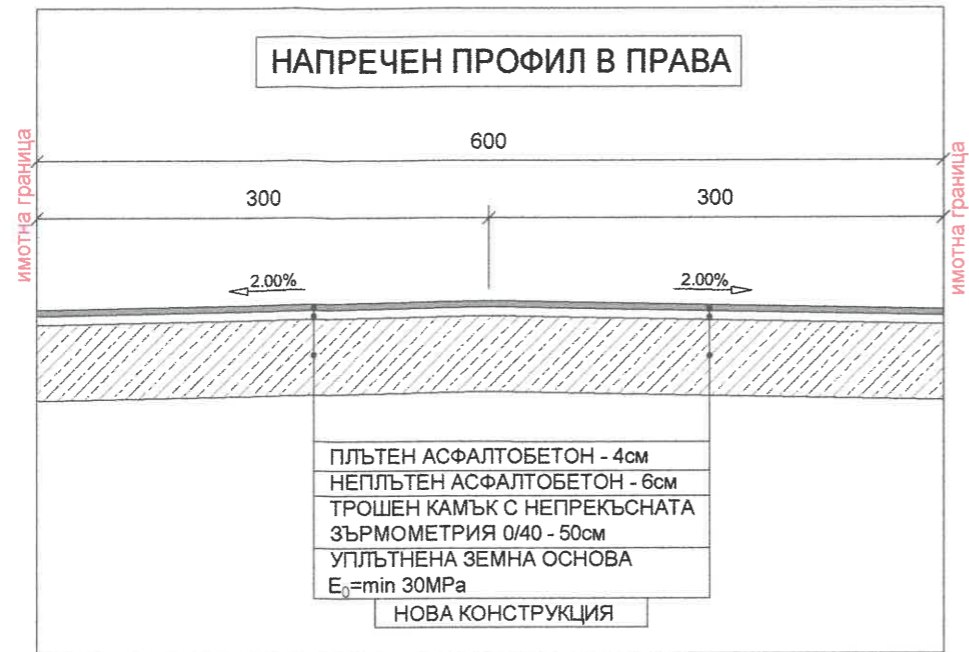 НАПРЕЧЕН ПРОФИЛ В ПРАВА
600
300
300
имотна граница
имотна граница
2.00%
2.00%
ПЛЪТЕН АСФАЛТОБЕТОН - 4см
НЕПЛЪТЕН АСФАЛТОБЕТОН - 6см
ТРОШЕН КАМЪК С НЕПРЕКЪСНАТА
ЗЪРМОМЕТРИЯ 0/40 - 50см
УПЛЪТНЕНА ЗЕМНА ОСНОВА
E₀=min 30MPa
НОВА КОНСТРУКЦИЯ